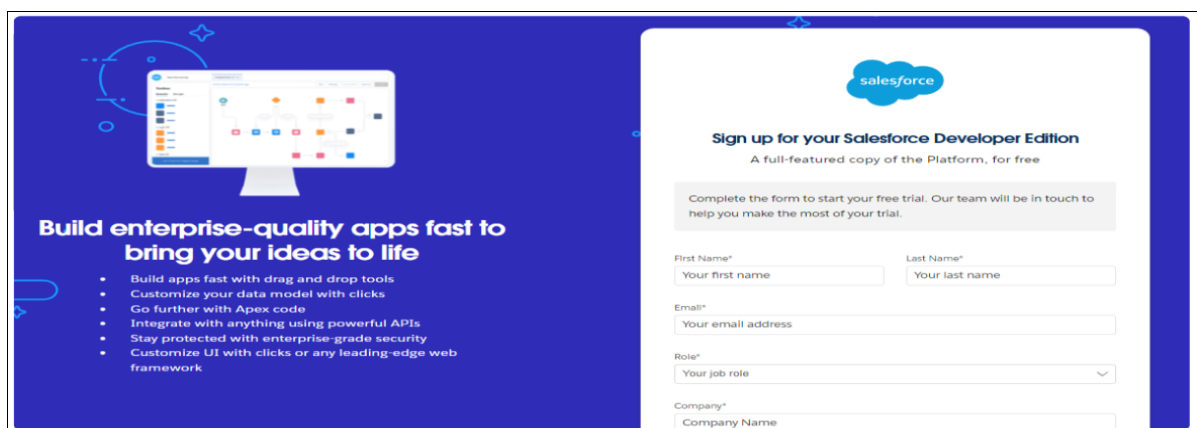 Build enterprise-quality apps fast to
bring your ideas to life
• Build apps fast with drag and drop tools
• Customize your data model with clicks
• Go further with Apex code
• Integrate with anything using powerful APIs
• Stay protected with enterprise-grade security
• Customize UI with clicks or any leading-edge web
framework
salesforce
Sign up for your Salesforce Developer Edition
A full-featured copy of the Platform, for free
Complete the form to start your free trial. Our team will be in touch to
help you make the most of your trial.
First Name* Last Name*
Your first name Your last name
Email*
Your email address
Role*
Your job role
Company*
Company Name